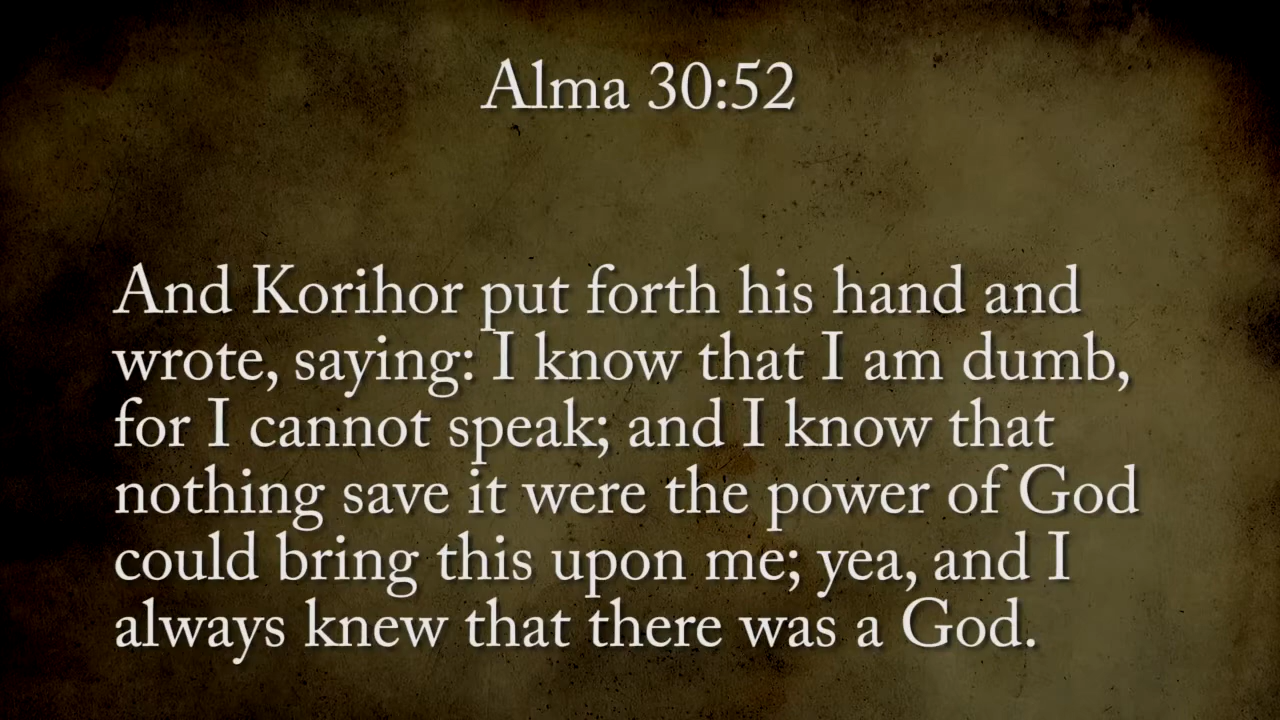 Alma 30:52
And Korihor put forth his hand and
wrote, saying: I know that I am dumb,
for I cannot speak; and I know that
nothing save it were the power of God
could bring this upon me; yea, and I
always knew that there was a God.